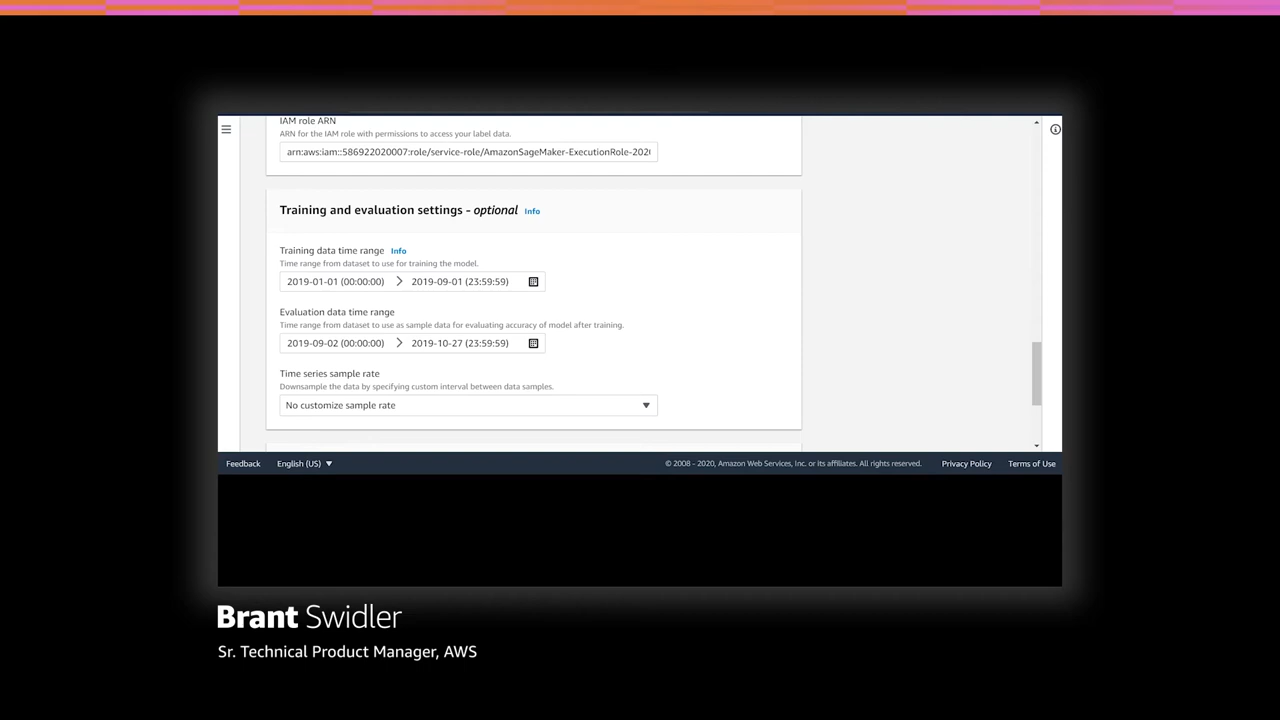 IAM role ARN
ARN for the IAM role with permissions to access your label data.
arn:aws:iam::586922020007:role/service-role/AmazonSageMaker-ExecutionRole-202
Training and evaluation settings - optional Info
Training data time range Info
Time range from dataset to use for training the model.
2019-01-01 (00:00:00) > 2019-09-01 (23:59:59)
Evaluation data time range
Time range from dataset to use as sample data for evaluating accuracy of model after training.
2019-09-02 (00:00:00) > 2019-10-27 (23:59:59)
Time series sample rate
Downsample the data by specifying custom interval between data samples.
No customize sample rate
Feedback English (US) © 2008 - 2020, Amazon Web Services, Inc. or its affiliates. All rights reserved. Privacy Policy Terms of Use
Brant Swidler
Sr. Technical Product Manager, AWS